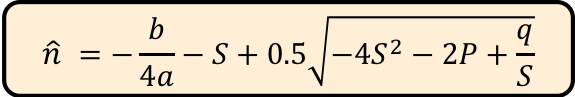 n̂ = −b/4a − S + 0.5√(−4S² − 2P + q/S)